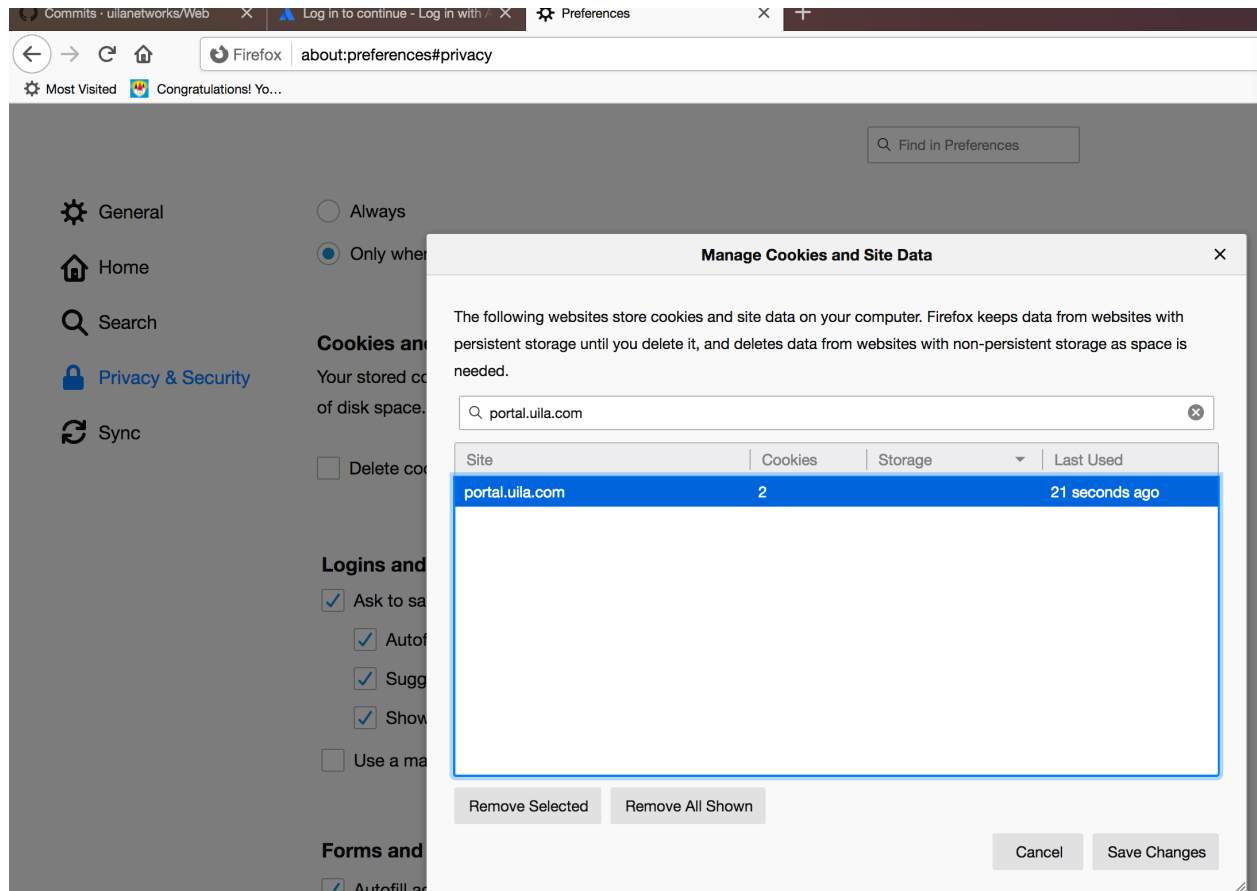 Commits · uilanetworks/Web
Log in to continue - Log in with A
Preferences
Firefox
about:preferences#privacy
Most Visited
Congratulations! Yo...
Find in Preferences
General
Home
Search
Privacy & Security
Sync
Always
Only when
Cookies and
Your stored co
of disk space.
Delete coo
Logins and
Ask to sa
Autof
Sugg
Show
Use a ma
Forms and
Autofill ad
Manage Cookies and Site Data
The following websites store cookies and site data on your computer. Firefox keeps data from websites with
persistent storage until you delete it, and deletes data from websites with non-persistent storage as space is
needed.
portal.uila.com
Site Cookies Storage Last Used
portal.uila.com 2 21 seconds ago
Remove Selected
Remove All Shown
Cancel
Save Changes